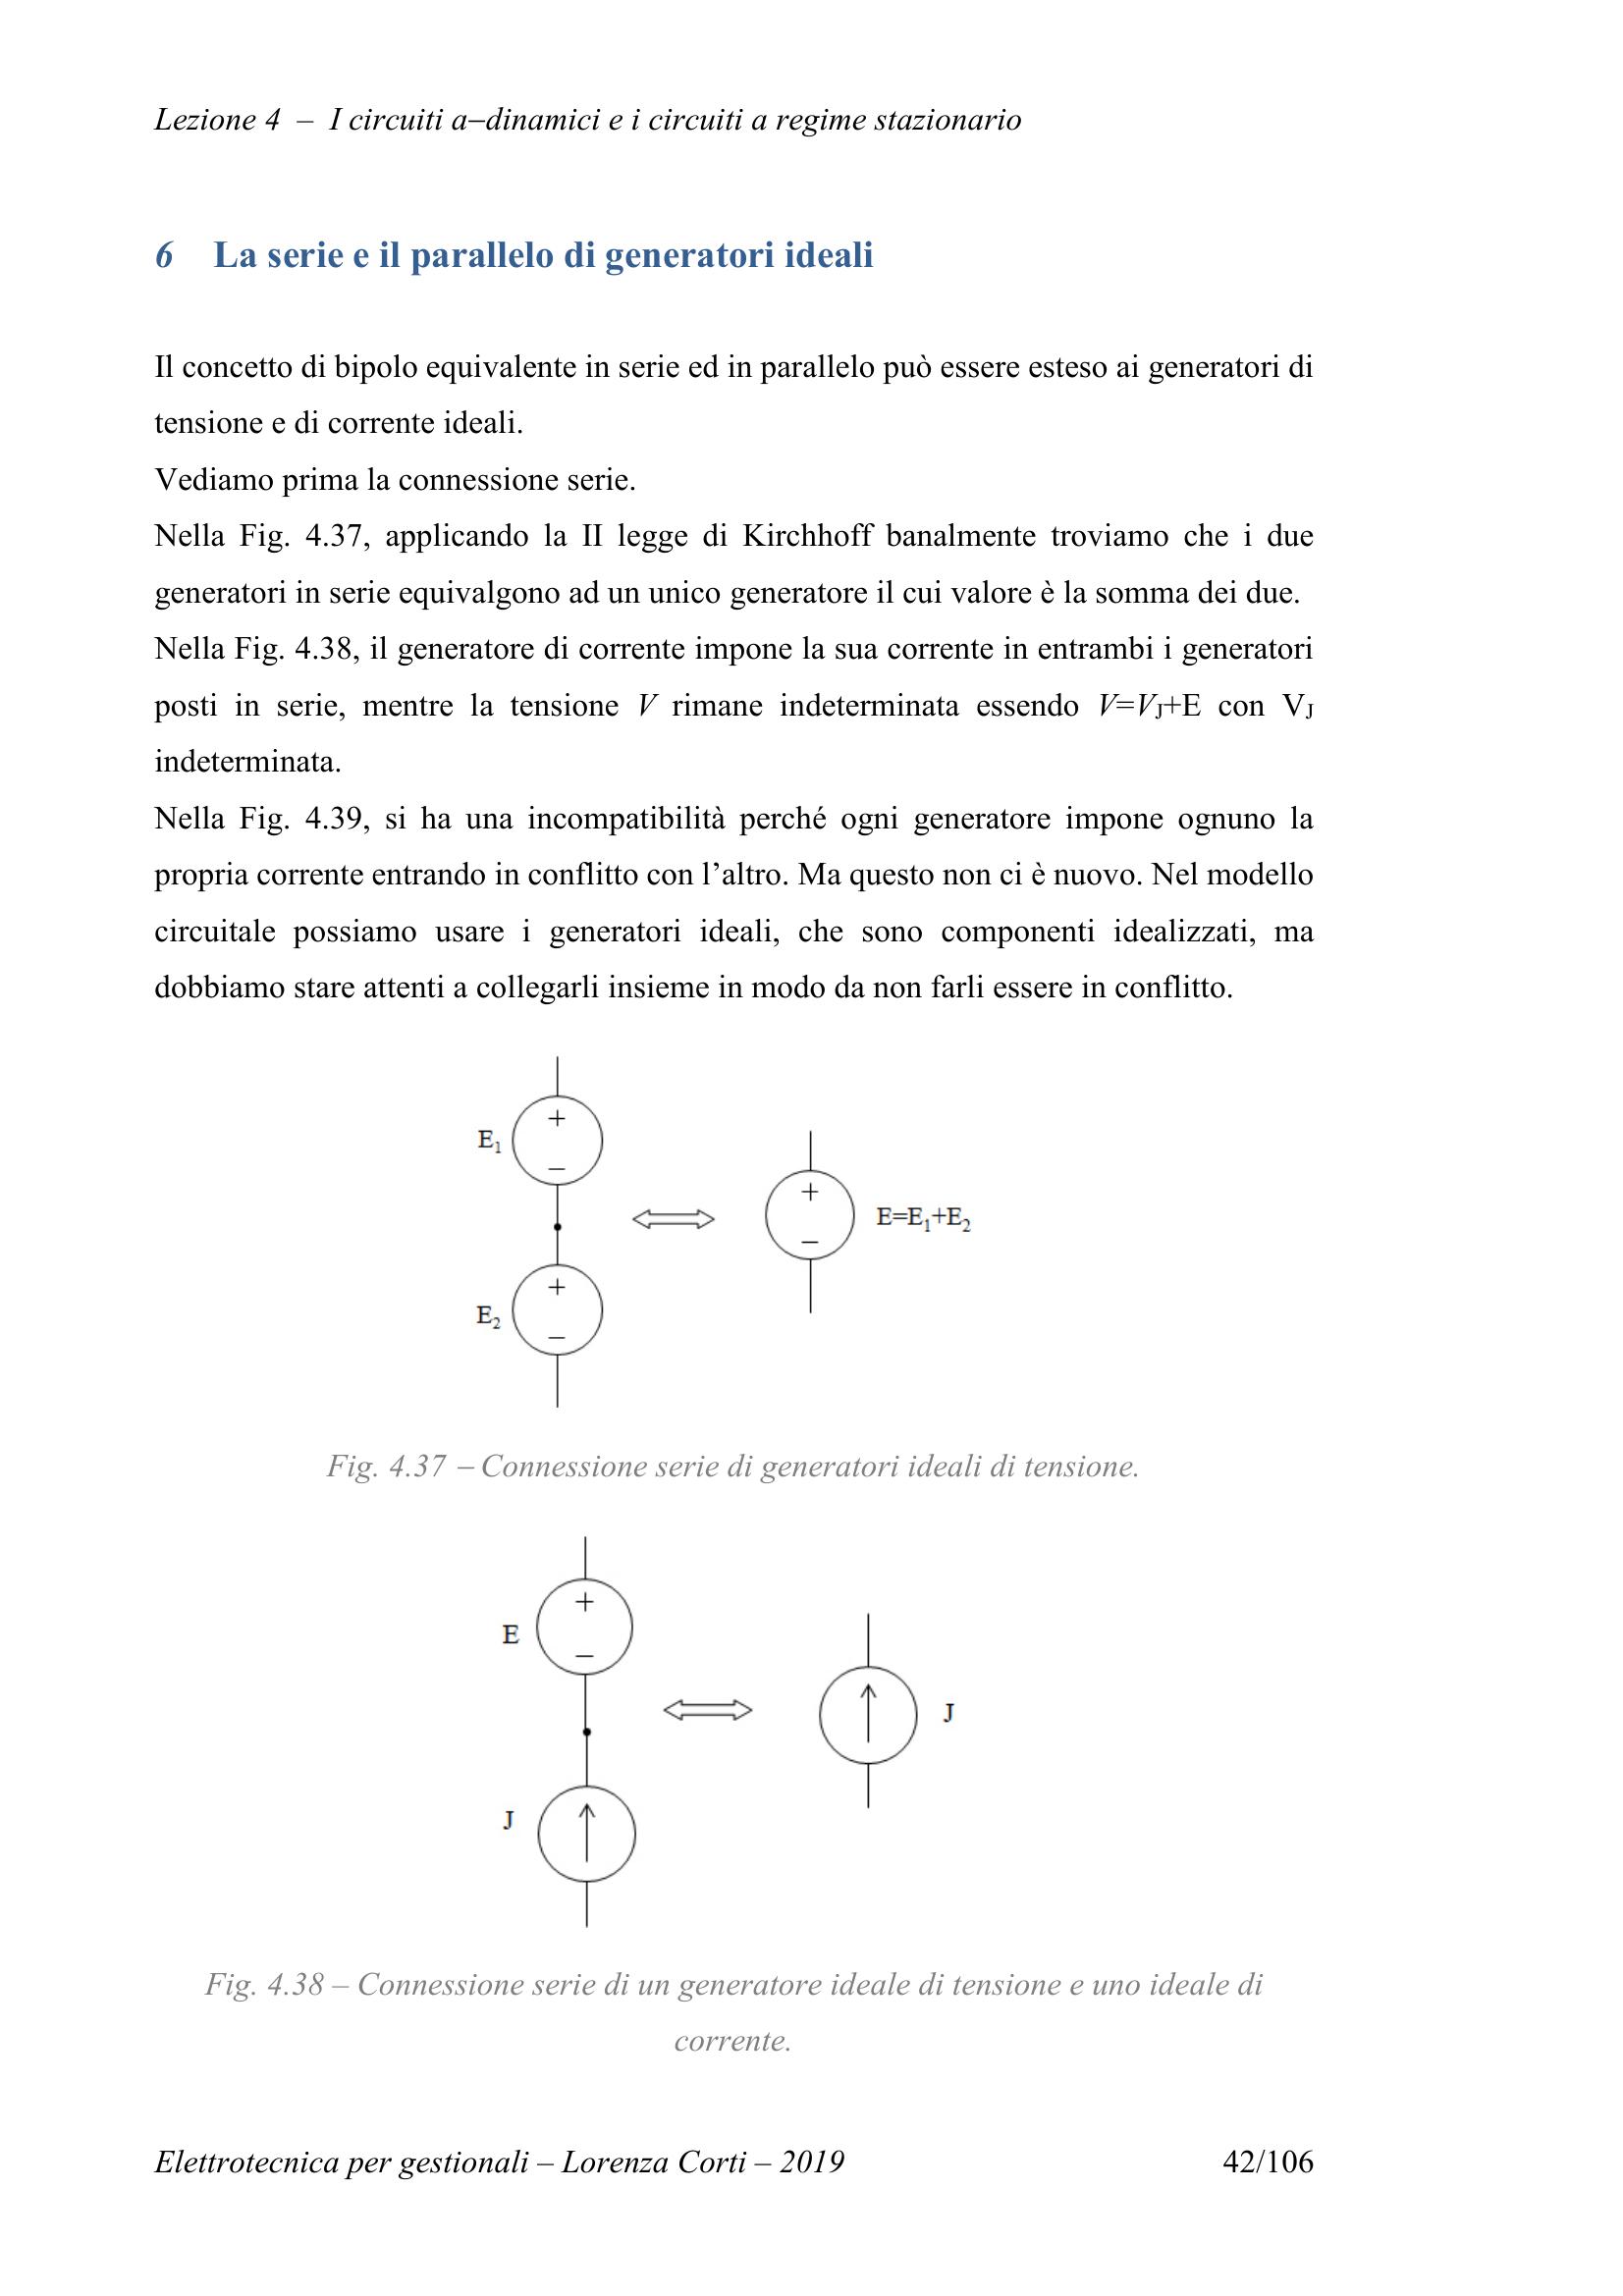 Lezione 4 – I circuiti a–dinamici e i circuiti a regime stazionario
6 La serie e il parallelo di generatori ideali
Il concetto di bipolo equivalente in serie ed in parallelo può essere esteso ai generatori di
tensione e di corrente ideali.
Vediamo prima la connessione serie.
Nella Fig. 4.37, applicando la II legge di Kirchhoff banalmente troviamo che i due
generatori in serie equivalgono ad un unico generatore il cui valore è la somma dei due.
Nella Fig. 4.38, il generatore di corrente impone la sua corrente in entrambi i generatori
posti in serie, mentre la tensione V rimane indeterminata essendo V=VJ+E con VJ
indeterminata.
Nella Fig. 4.39, si ha una incompatibilità perché ogni generatore impone ognuno la
propria corrente entrando in conflitto con l’altro. Ma questo non ci è nuovo. Nel modello
circuitale possiamo usare i generatori ideali, che sono componenti idealizzati, ma
dobbiamo stare attenti a collegarli insieme in modo da non farli essere in conflitto.
+
E1
–
+
E=E1+E2
–
+
E2
–
Fig. 4.37 – Connessione serie di generatori ideali di tensione.
+
E
–
J
J
Fig. 4.38 – Connessione serie di un generatore ideale di tensione e uno ideale di
corrente.
Elettrotecnica per gestionali – Lorenza Corti – 2019 42/106